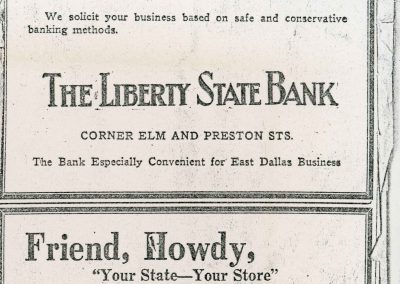 We solicit your business based on safe and conservative
banking methods.
THE LIBERTY STATE BANK
CORNER ELM AND PRESTON STS.
The Bank Especially Convenient for East Dallas Business
Friend, Howdy,
"Your State—Your Store"